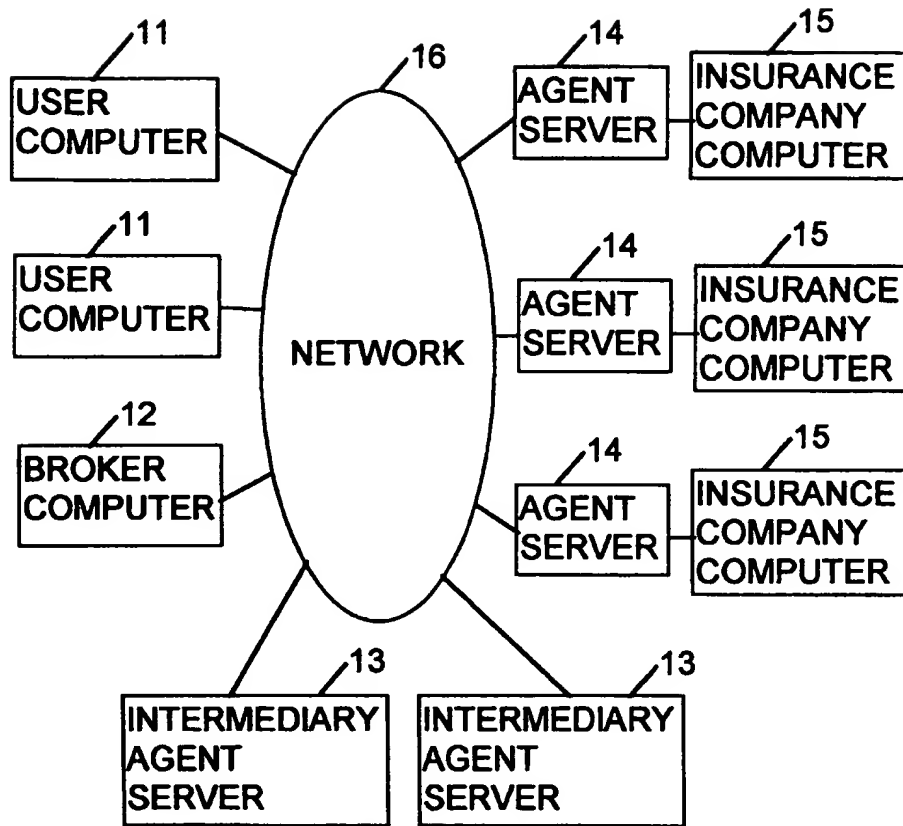 11
USER
COMPUTER
11
USER
COMPUTER
12
BROKER
COMPUTER
16
NETWORK
14
AGENT
SERVER
15
INSURANCE
COMPANY
COMPUTER
14
AGENT
SERVER
15
INSURANCE
COMPANY
COMPUTER
14
AGENT
SERVER
15
INSURANCE
COMPANY
COMPUTER
13
INTERMEDIARY
AGENT
SERVER
13
INTERMEDIARY
AGENT
SERVER